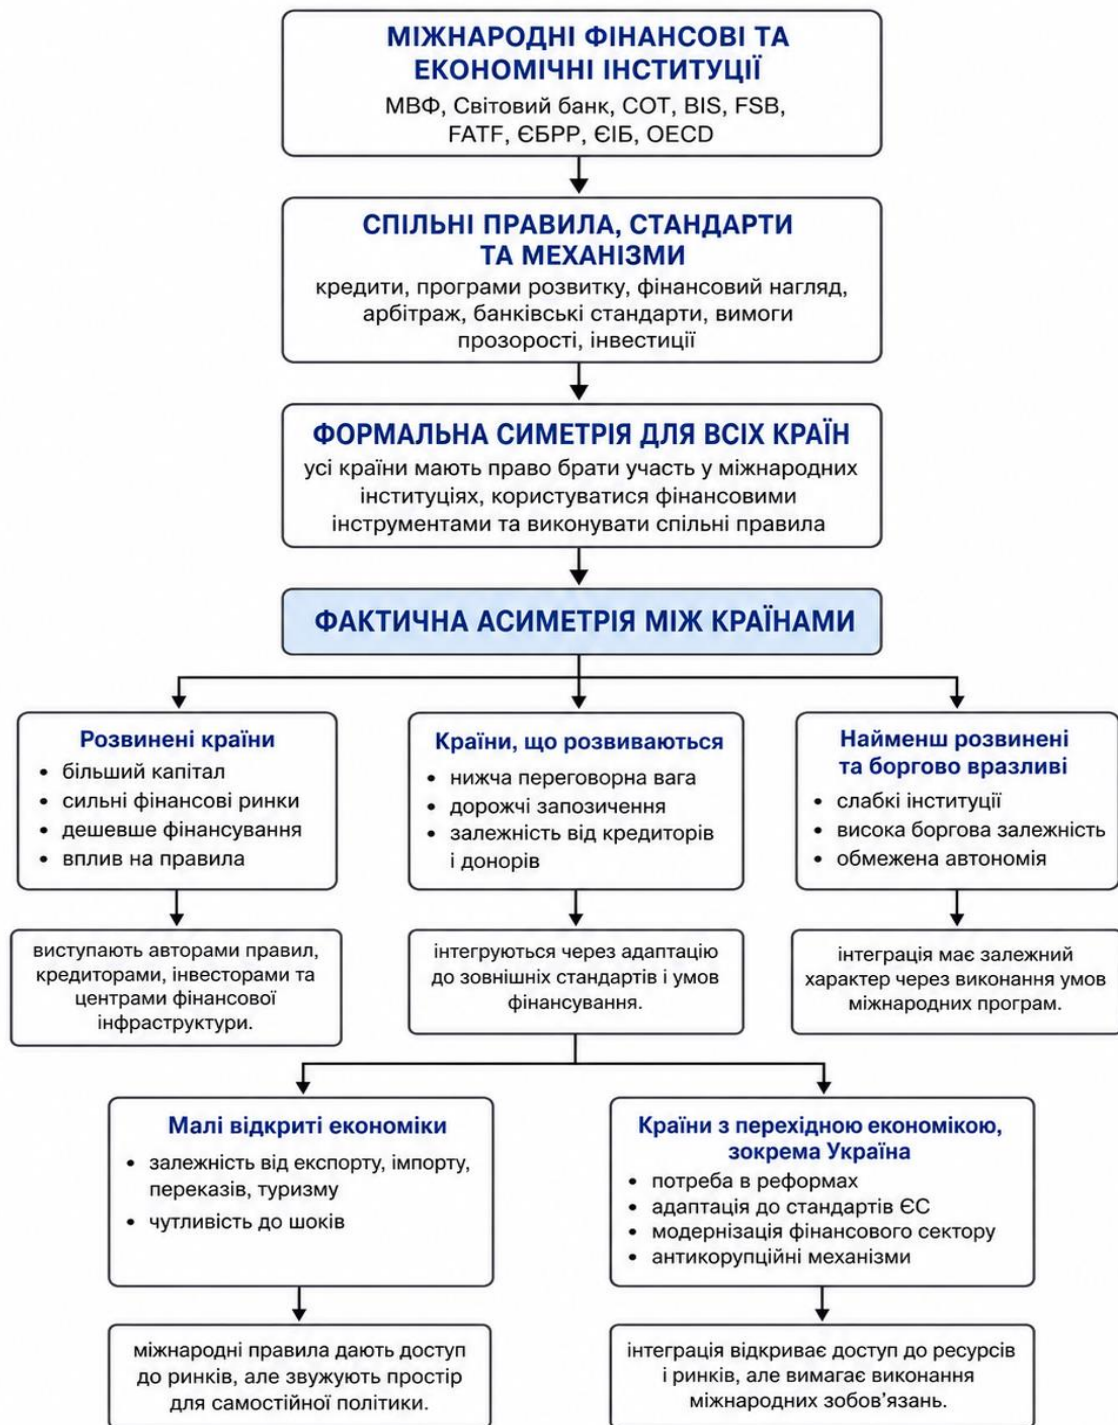 МІЖНАРОДНІ ФІНАНСОВІ ТА
ЕКОНОМІЧНІ ІНСТИТУЦІЇ
МВФ, Світовий банк, СОТ, BIS, FSB,
FATF, ЄБРР, ЄІБ, OECD
СПІЛЬНІ ПРАВИЛА, СТАНДАРТИ
ТА МЕХАНІЗМИ
кредити, програми розвитку, фінансовий нагляд,
арбітраж, банківські стандарти, вимоги
прозорості, інвестиції
ФОРМАЛЬНА СИМЕТРІЯ ДЛЯ ВСІХ КРАЇН
усі країни мають право брати участь у міжнародних
інституціях, користуватися фінансовими
інструментами та виконувати спільні правила
ФАКТИЧНА АСИМЕТРІЯ МІЖ КРАЇНАМИ
Розвинені країни
• більший капітал
• сильні фінансові ринки
• дешевше фінансування
• вплив на правила
виступають авторами правил,
кредиторами, інвесторами та
центрами фінансової
інфраструктури.
Країни, що розвиваються
• нижча переговорна вага
• дорожчі запозичення
• залежність від кредиторів
і донорів
інтегруються через адаптацію
до зовнішніх стандартів і умов
фінансування.
Найменш розвинені
та боргово вразливі
• слабкі інституції
• висока боргова залежність
• обмежена автономія
інтеграція має залежний
характер через виконання умов
міжнародних програм.
Малі відкриті економіки
• залежність від експорту, імпорту,
переказів, туризму
• чутливість до шоків
міжнародні правила дають доступ
до ринків, але звужують простір
для самостійної політики.
Країни з перехідною економікою,
зокрема Україна
• потреба в реформах
• адаптація до стандартів ЄС
• модернізація фінансового сектору
• антикорупційні механізми
інтеграція відкриває доступ до ресурсів
і ринків, але вимагає виконання
міжнародних зобов’язань.